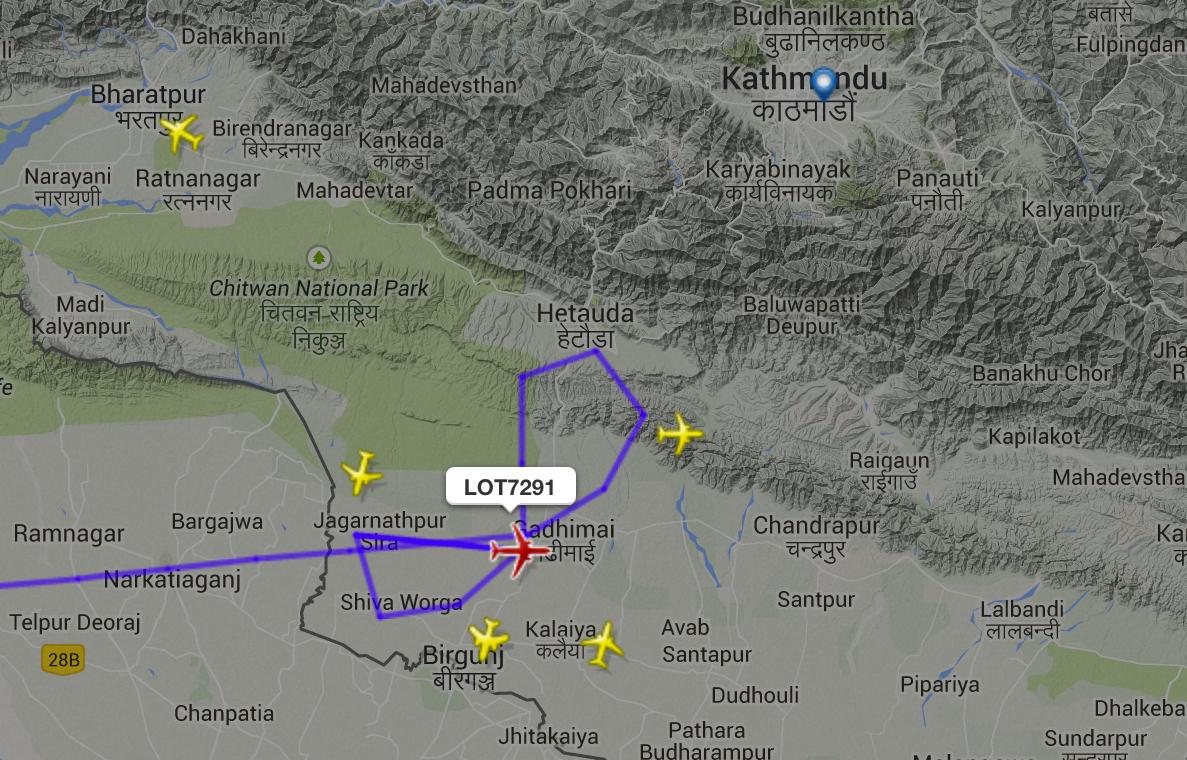 Budhanilkantha
बुढानिलकण्ठ
बतासे
Dahakhani
Fulpingdan
li
Kathmandu
काठमाडौं
Mahadevsthan
Bharatpur
भरतपुर
Birendranagar
बिरेन्द्रनगर
Kankada
काँकडा
Karyabinayak
कार्यविनायक
Panauti
पनौती
Narayani
नारायणी
Ratnanagar
रत्ननगर
Mahadevtar
Padma Pokhari
Kalyanpur
Chitwan National Park
चितवन राष्ट्रिय
निकुञ्ज
Madi
Kalyanpur
Hetauda
हेटौडा
Baluwapatti
Deupur
Jha
R
fe
Banakhu Chor
Kapilakot
Raigaun
राईगाउँ
Mahadevstha
LOT7291
Ramnagar
Bargajwa
Jagarnathpur
Sira
Gadhimai
गढीमाई
Chandrapur
चन्द्रपुर
Kar
क
Narkatiaganj
Shiva Worga
Santpur
Lalbandi
लालबन्दी
Telpur Deoraj
28B
Kalaiya
कलैया
Avab
Santapur
Birgunj
बीरगञ्ज
Dudhouli
Pipariya
Dhalkeba
Chanpatia
Jhitakaiya
Pathara
Budharampur
Sundarpur